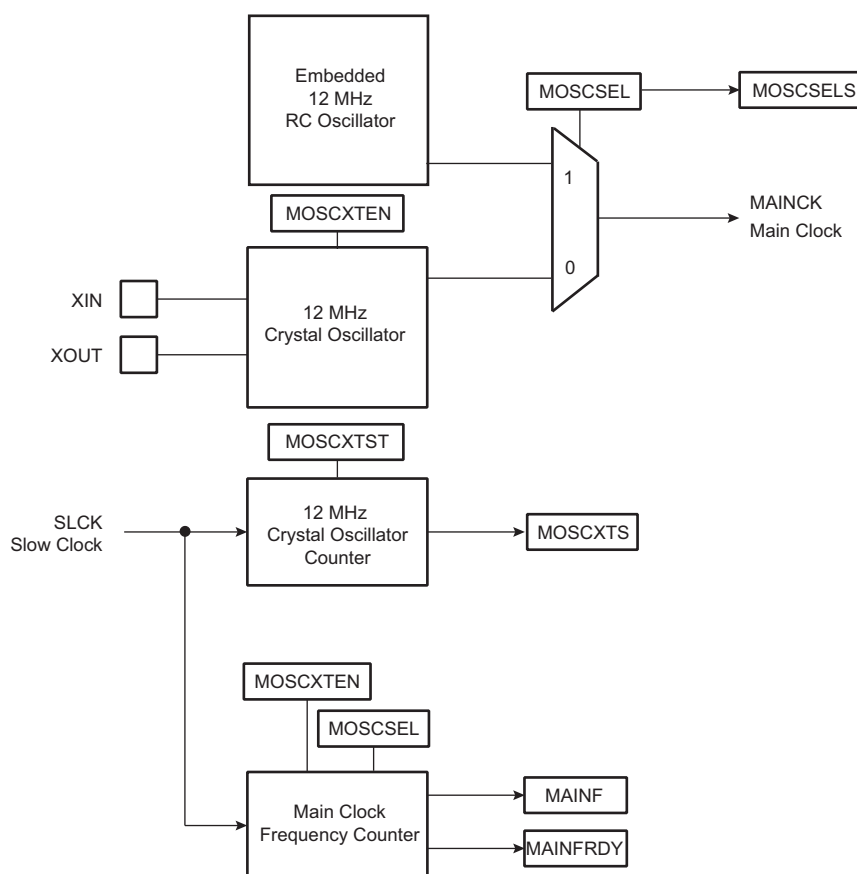 Embedded
12 MHz
RC Oscillator
MOSCSEL
MOSCSELS
1
MAINCK
Main Clock
MOSCXTEN
0
XIN
12 MHz
Crystal Oscillator
XOUT
MOSCXTST
SLCK
Slow Clock
12 MHz
Crystal Oscillator
Counter
MOSCXTS
MOSCXTEN
MOSCSEL
Main Clock
Frequency Counter
MAINF
MAINFRDY